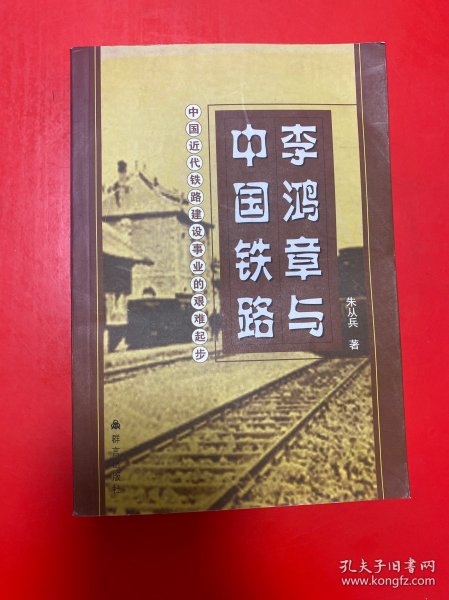 李鸿章与
中国铁路
中国近代铁路建设事业的艰难起步
朱从兵 著
群言出版社
孔夫子旧书网
www.kongfz.com